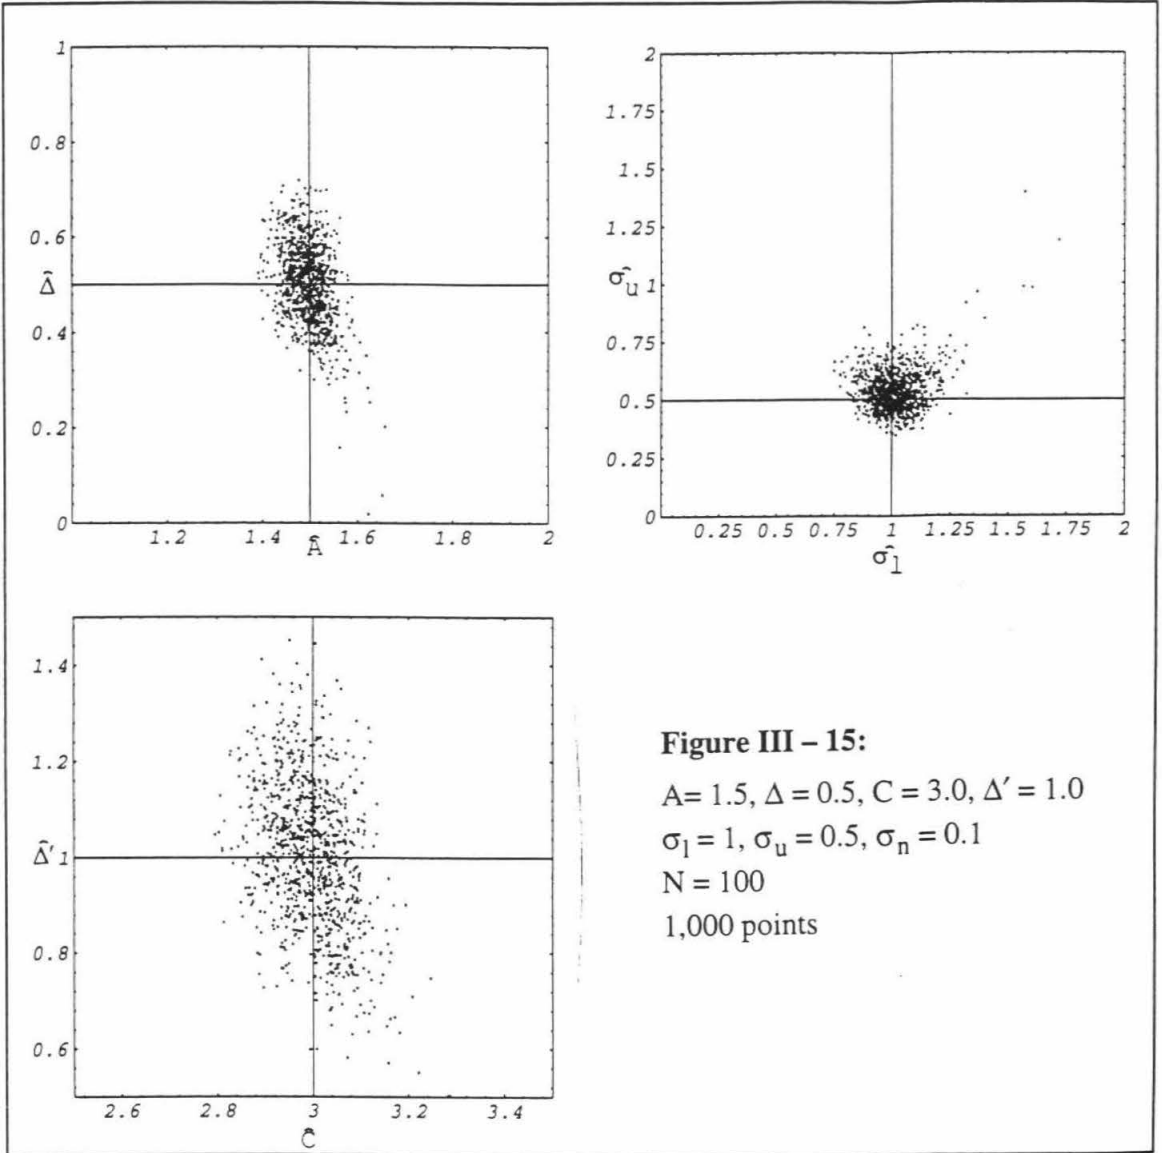 1
0.8
0.6
Δ̂
0.4
0.2
0
1.2 1.4 1.6 1.8 2
Â
2
1.75
1.5
1.25
σ̂u 1
0.75
0.5
0.25
0
0.25 0.5 0.75 1 1.25 1.5 1.75 2
σ̂l
1.4
1.2
Δ̂′ 1
0.8
0.6
2.6 2.8 3 3.2 3.4
Ĉ
Figure III – 15:
A= 1.5, Δ = 0.5, C = 3.0, Δ′ = 1.0
σl = 1, σu = 0.5, σn = 0.1
N = 100
1,000 points